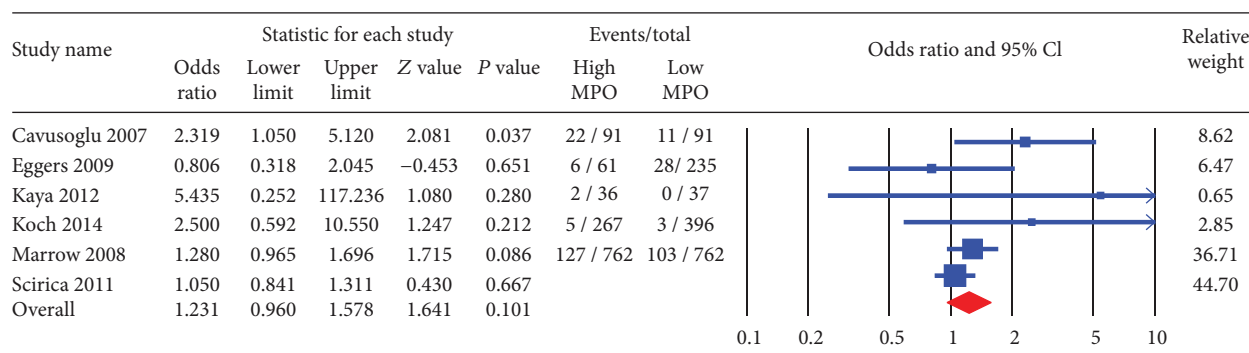 Study name Statistic for each study Events/total Odds ratio and 95% Cl Relative weight
Odds ratio Lower limit Upper limit Z value P value High MPO Low MPO
Cavusoglu 2007 2.319 1.050 5.120 2.081 0.037 22 / 91 11 / 91 8.62
Eggers 2009 0.806 0.318 2.045 −0.453 0.651 6 / 61 28/ 235 6.47
Kaya 2012 5.435 0.252 117.236 1.080 0.280 2 / 36 0 / 37 0.65
Koch 2014 2.500 0.592 10.550 1.247 0.212 5 / 267 3 / 396 2.85
Marrow 2008 1.280 0.965 1.696 1.715 0.086 127 / 762 103 / 762 36.71
Scirica 2011 1.050 0.841 1.311 0.430 0.667 44.70
Overall 1.231 0.960 1.578 1.641 0.101
0.1 0.2 0.5 1 2 5 10